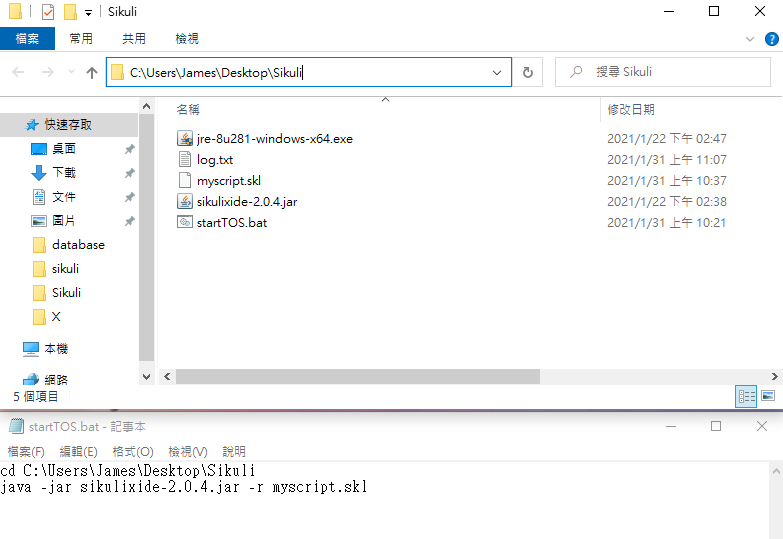 Sikuli
檔案 常用 共用 檢視
C:\Users\James\Desktop\Sikuli
搜尋 Sikuli
快速存取
桌面
下載
文件
圖片
database
sikuli
Sikuli
X
本機
網路
名稱 修改日期
jre-8u281-windows-x64.exe 2021/1/22 下午 02:47
log.txt 2021/1/31 上午 11:07
myscript.skl 2021/1/31 上午 10:37
sikulixide-2.0.4.jar 2021/1/22 下午 02:38
startTOS.bat 2021/1/31 上午 10:21
5 個項目
startTOS.bat - 記事本
檔案(F) 編輯(E) 格式(O) 檢視(V) 說明
cd C:\Users\James\Desktop\Sikuli
java -jar sikulixide-2.0.4.jar -r myscript.skl